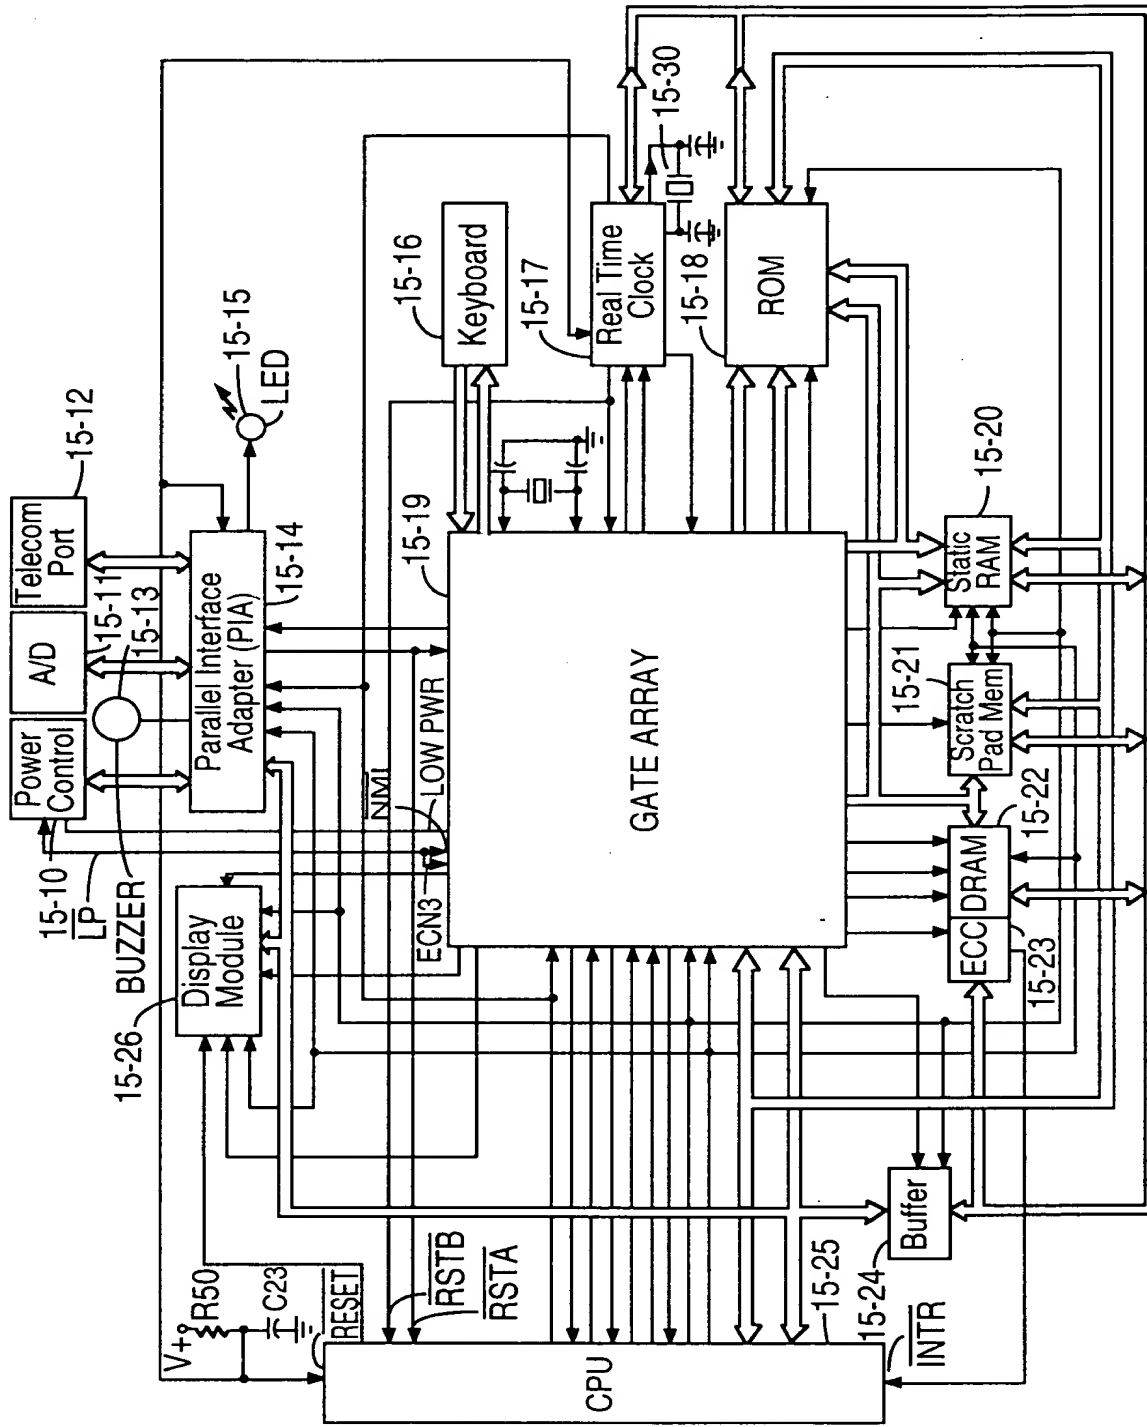 V+
R50
C23
RESET
CPU
15-25
RSTB
RSTA
INTR
15-26
Display
Module
BUZZER
LP
15-10
Power
Control
A/D
15-11
15-13
Telecom
Port
15-12
Parallel Interface
Adapter (PIA)
15-14
15-15
LED
ECN3
LOW PWR
NMI
15-19
GATE ARRAY
15-16
Keyboard
15-17
Real Time
Clock
15-30
15-18
ROM
15-24
Buffer
15-23
ECC
DRAM
15-22
15-21
Scratch
Pad Mem
Static
RAM
15-20